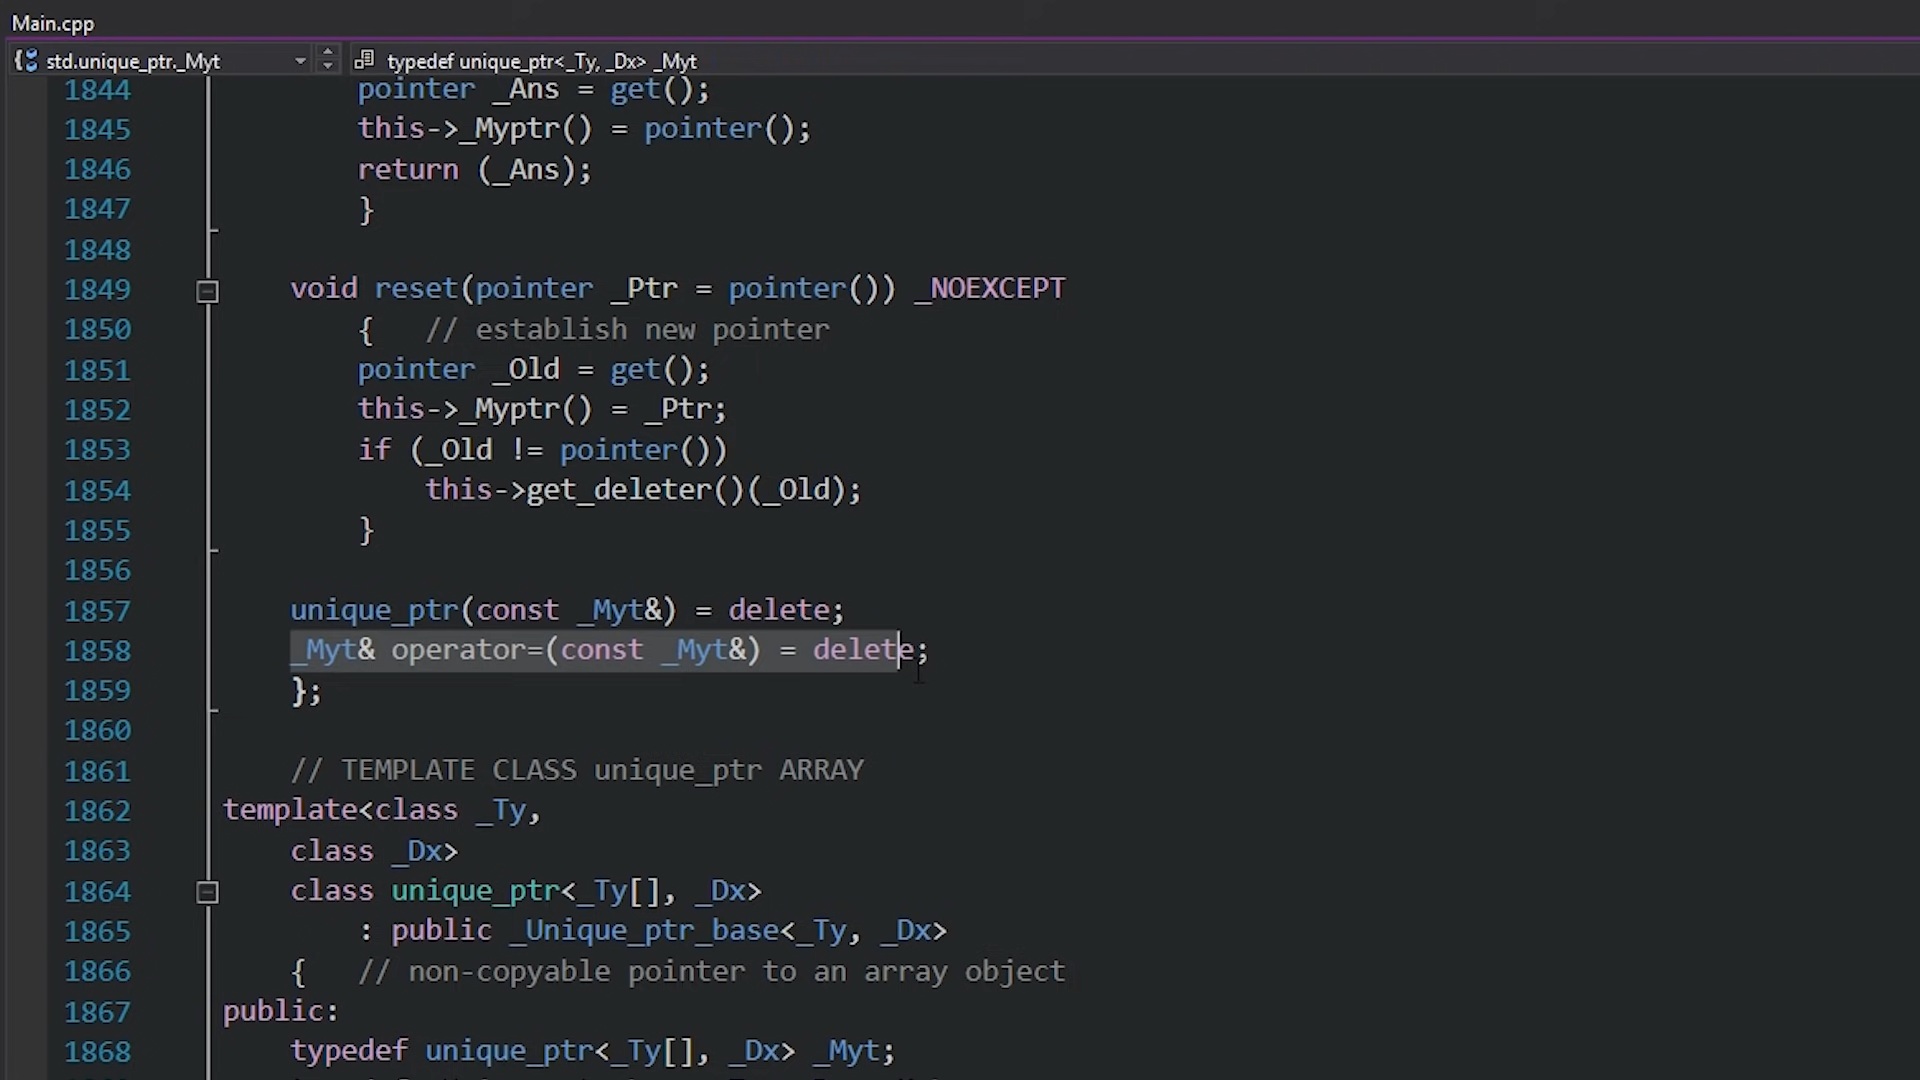 Main.cpp
std.unique_ptr._Myt typedef unique_ptr<_Ty, _Dx> _Myt
1844 pointer _Ans = get();
1845 this->_Myptr() = pointer();
1846 return (_Ans);
1847 }
1848
1849 void reset(pointer _Ptr = pointer()) _NOEXCEPT
1850 { // establish new pointer
1851 pointer _Old = get();
1852 this->_Myptr() = _Ptr;
1853 if (_Old != pointer())
1854 this->get_deleter()(_Old);
1855 }
1856
1857 unique_ptr(const _Myt&) = delete;
1858 _Myt& operator=(const _Myt&) = delete;
1859 };
1860
1861 // TEMPLATE CLASS unique_ptr ARRAY
1862 template<class _Ty,
1863 class _Dx>
1864 class unique_ptr<_Ty[], _Dx>
1865 : public _Unique_ptr_base<_Ty, _Dx>
1866 { // non-copyable pointer to an array object
1867 public:
1868 typedef unique_ptr<_Ty[], _Dx> _Myt;